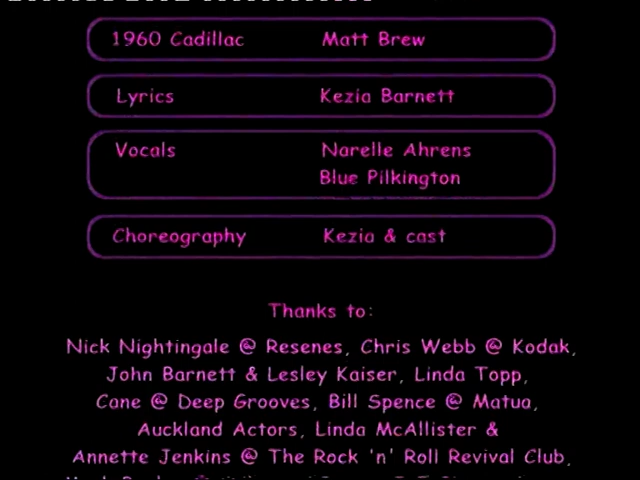 1960 Cadillac Matt Brew
Lyrics Kezia Barnett
Vocals Narelle Ahrens
Blue Pilkington
Choreography Kezia & cast
Thanks to:
Nick Nightingale @ Resenes, Chris Webb @ Kodak,
John Barnett & Lesley Kaiser, Linda Topp,
Cane @ Deep Grooves, Bill Spence @ Matua,
Auckland Actors, Linda McAllister &
Annette Jenkins @ The Rock 'n' Roll Revival Club,